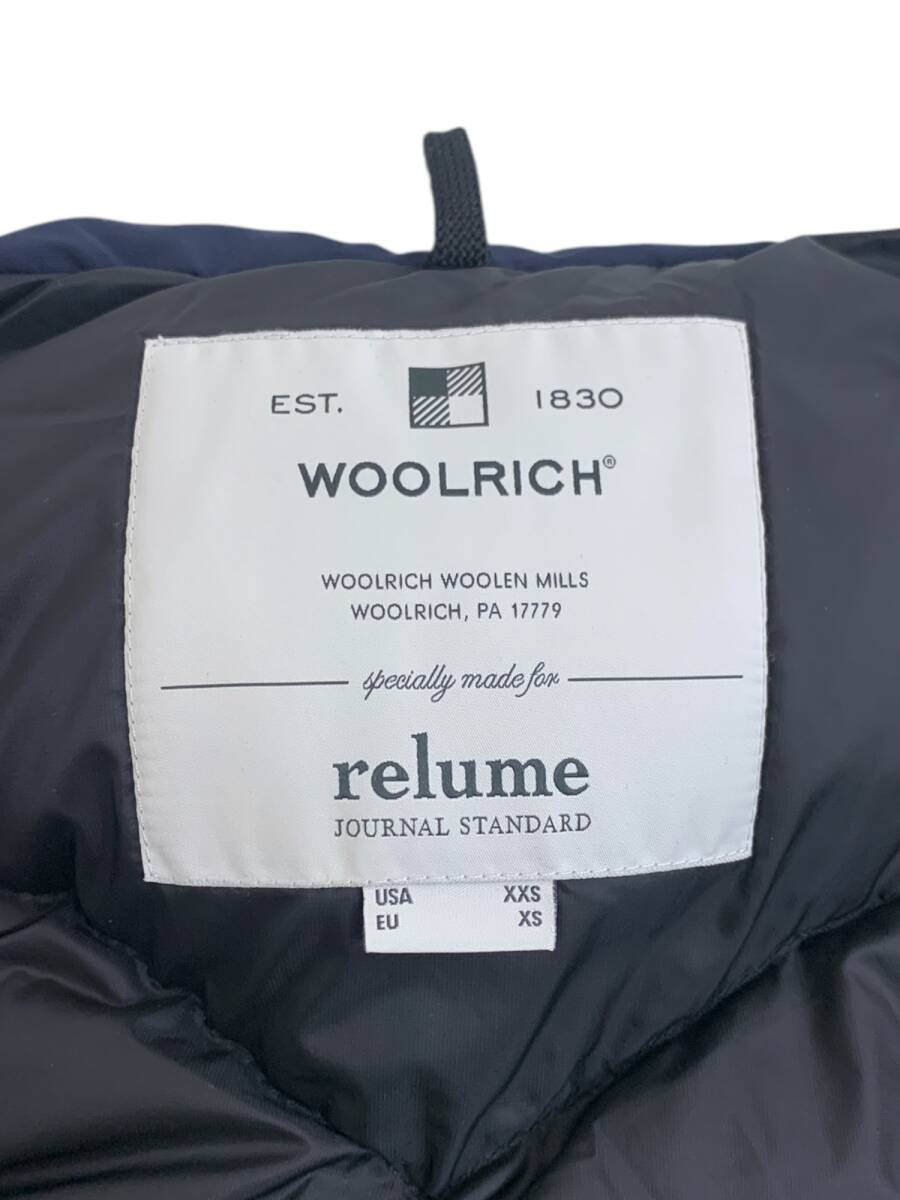 EST. 1830
WOOLRICH®
WOOLRICH WOOLEN MILLS
WOOLRICH, PA 17779
specially made for
relume
JOURNAL STANDARD
USA XXS
EU XS